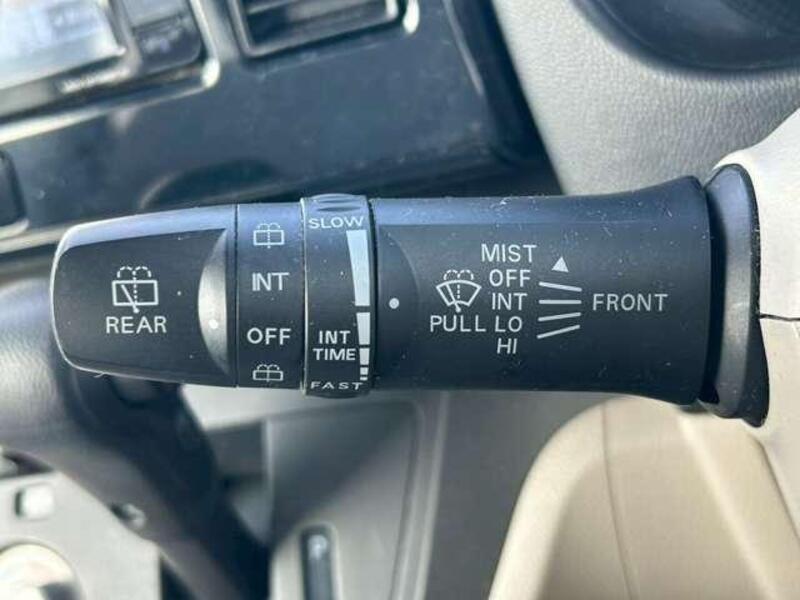 REAR
INT
OFF
SLOW
INT
TIME
FAST
MIST
OFF
INT
PULL LO
HI
FRONT